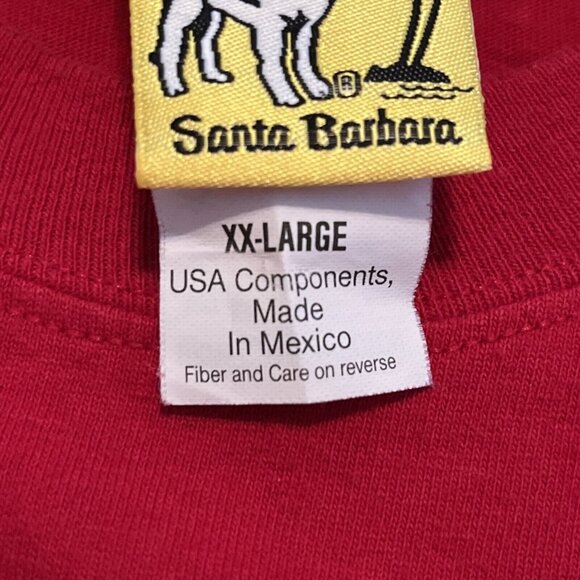 ®
Santa Barbara
XX-LARGE
USA Components,
Made
In Mexico
Fiber and Care on reverse